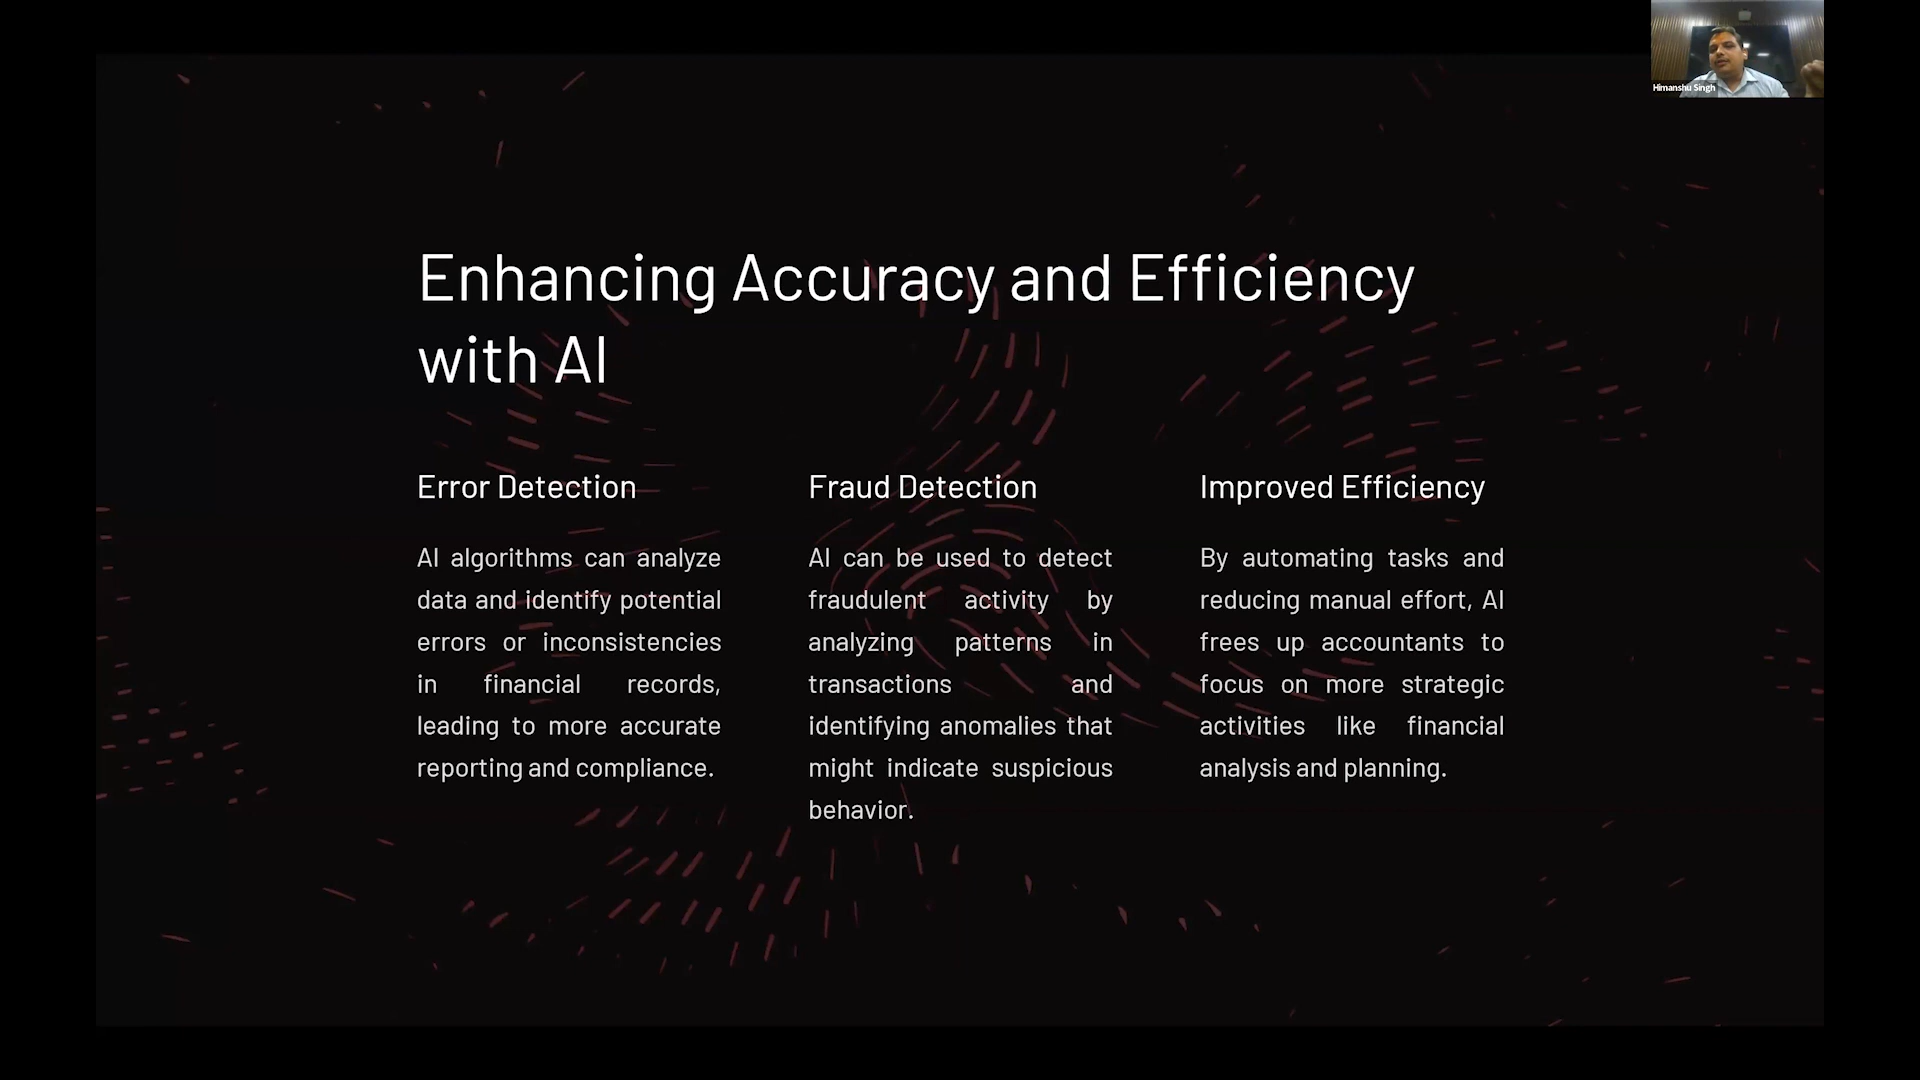 Himanshu Singh
Enhancing Accuracy and Efficiency
with AI
Error Detection
AI algorithms can analyze
data and identify potential
errors or inconsistencies
in financial records,
leading to more accurate
reporting and compliance.
Fraud Detection
AI can be used to detect
fraudulent activity by
analyzing patterns in
transactions and
identifying anomalies that
might indicate suspicious
behavior.
Improved Efficiency
By automating tasks and
reducing manual effort, AI
frees up accountants to
focus on more strategic
activities like financial
analysis and planning.